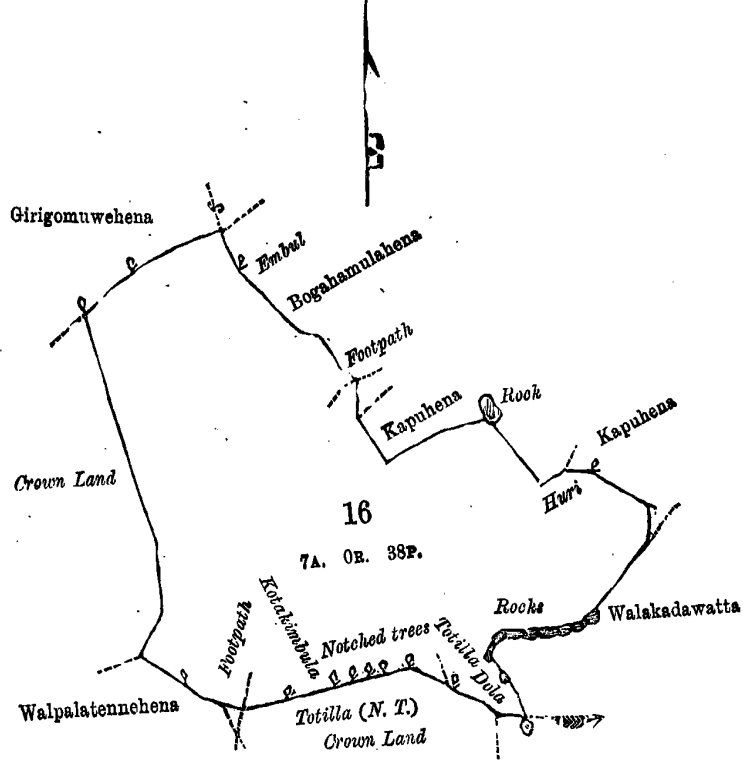 Girigomuwehena
Embul
Bogahamulahena
Footpath
Kapuhena
Rock
Kapuhena
Huri
Crown Land
16
7A. 0R. 38P.
Rocks
Walakadawatta
Footpath
Kotakimbula
Notched trees
Totilla Dola
Walpalatennehena
Totilla (N. T.)
Crown Land